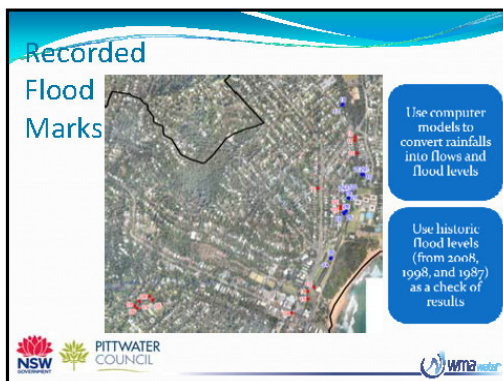 Recorded
Flood
Marks
Use computer
models to
convert rainfalls
into flows and
flood levels
Use historic
flood levels
(from 2008,
1998, and 1987)
as a check of
results
NSW
GOVERNMENT
PITTWATER
COUNCIL
wmawater